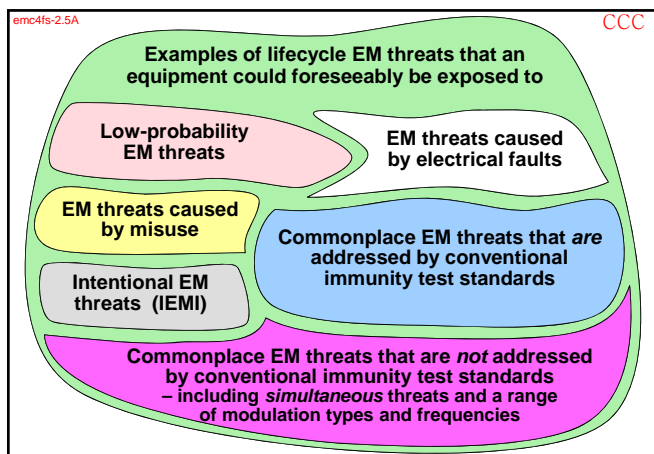 emc4fs-2.5A
CCC
Examples of lifecycle EM threats that an
equipment could foreseeably be exposed to
Low-probability
EM threats
EM threats caused
by electrical faults
EM threats caused
by misuse
Commonplace EM threats that are
addressed by conventional
immunity test standards
Intentional EM
threats (IEMI)
Commonplace EM threats that are not addressed
by conventional immunity test standards
– including simultaneous threats and a range
of modulation types and frequencies